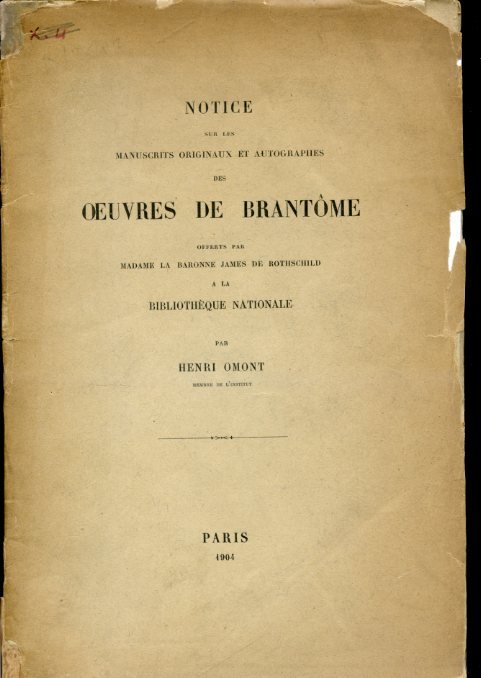 NOTICE
SUR LES
MANUSCRITS ORIGINAUX ET AUTOGRAPHES
DES
ŒUVRES DE BRANTÔME
OFFERTS PAR
MADAME LA BARONNE JAMES DE ROTHSCHILD
A LA
BIBLIOTHÈQUE NATIONALE
PAR
HENRI OMONT
MEMBRE DE L'INSTITUT
PARIS
1904